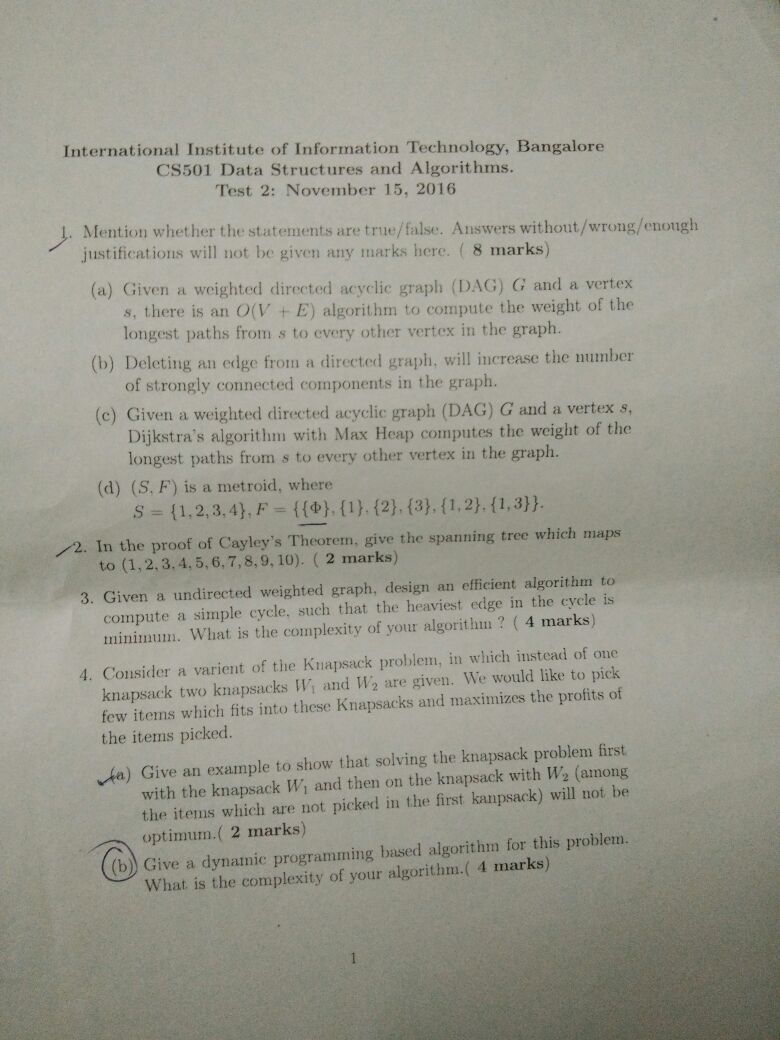 International Institute of Information Technology, Bangalore
CS501 Data Structures and Algorithms.
Test 2: November 15, 2016
1. Mention whether the statements are true/false. Answers without/wrong/enough
justifications will not be given any marks here. ( 8 marks)
(a) Given a weighted directed acyclic graph (DAG) G and a vertex
s, there is an O(V + E) algorithm to compute the weight of the
longest paths from s to every other vertex in the graph.
(b) Deleting an edge from a directed graph, will increase the number
of strongly connected components in the graph.
(c) Given a weighted directed acyclic graph (DAG) G and a vertex s,
Dijkstra's algorithm with Max Heap computes the weight of the
longest paths from s to every other vertex in the graph.
(d) (S, F) is a metroid, where
S = {1, 2, 3, 4}, F = {{Φ}, {1}, {2}, {3}, {1, 2}, {1, 3}}.
2. In the proof of Cayley's Theorem, give the spanning tree which maps
to (1, 2, 3, 4, 5, 6, 7, 8, 9, 10). ( 2 marks)
3. Given a undirected weighted graph, design an efficient algorithm to
compute a simple cycle, such that the heaviest edge in the cycle is
minimum. What is the complexity of your algorithm ? ( 4 marks)
4. Consider a varient of the Knapsack problem, in which instead of one
knapsack two knapsacks W₁ and W₂ are given. We would like to pick
few items which fits into these Knapsacks and maximizes the profits of
the items picked.
(a) Give an example to show that solving the knapsack problem first
with the knapsack W₁ and then on the knapsack with W₂ (among
the items which are not picked in the first kanpsack) will not be
optimum.( 2 marks)
(b) Give a dynamic programming based algorithm for this problem.
What is the complexity of your algorithm.( 4 marks)
1